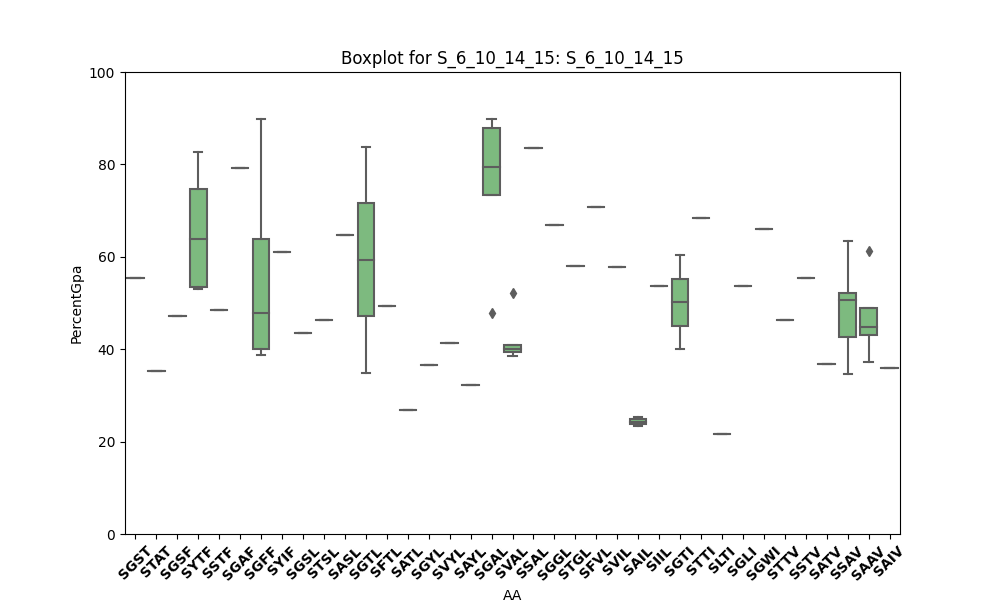 Boxplot for S_6_10_14_15: S_6_10_14_15
100
80
60
40
20
0
PercentGpa
SGST STAT SGSF SYTF SSTF SGAF SGFF SYIF SGSL STSL SASL SGTL SFTL SATL SGYL SVYL SAYL SGAL SVAL SSAL SGGL STGL SFVL SVIL SAIL SIIL SGTI STTI SLTI SGLI SGWI STTV SSTV SATV SSAV SAAV SAIV
AA